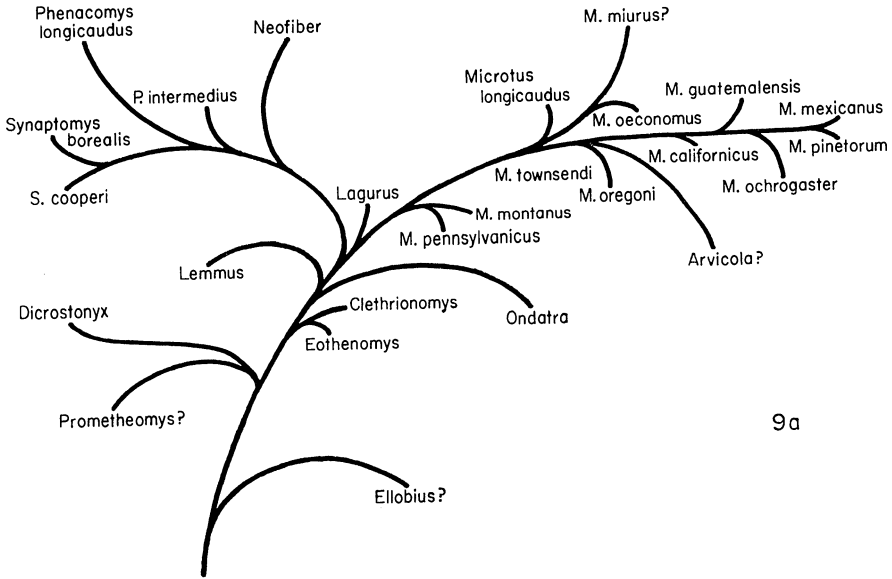 Phenacomys
longicaudus
Neofiber
M. miurus?
P. intermedius
Microtus
longicaudus
M. guatemalensis
M. oeconomus
M. mexicanus
Synaptomys
borealis
M. californicus
M. pinetorum
S. cooperi
M. townsendi
M. oregoni
M. ochrogaster
Lagurus
M. montanus
M. pennsylvanicus
Arvicola?
Lemmus
Clethrionomys
Dicrostonyx
Ondatra
Eothenomys
Prometheomys?
9a
Ellobius?